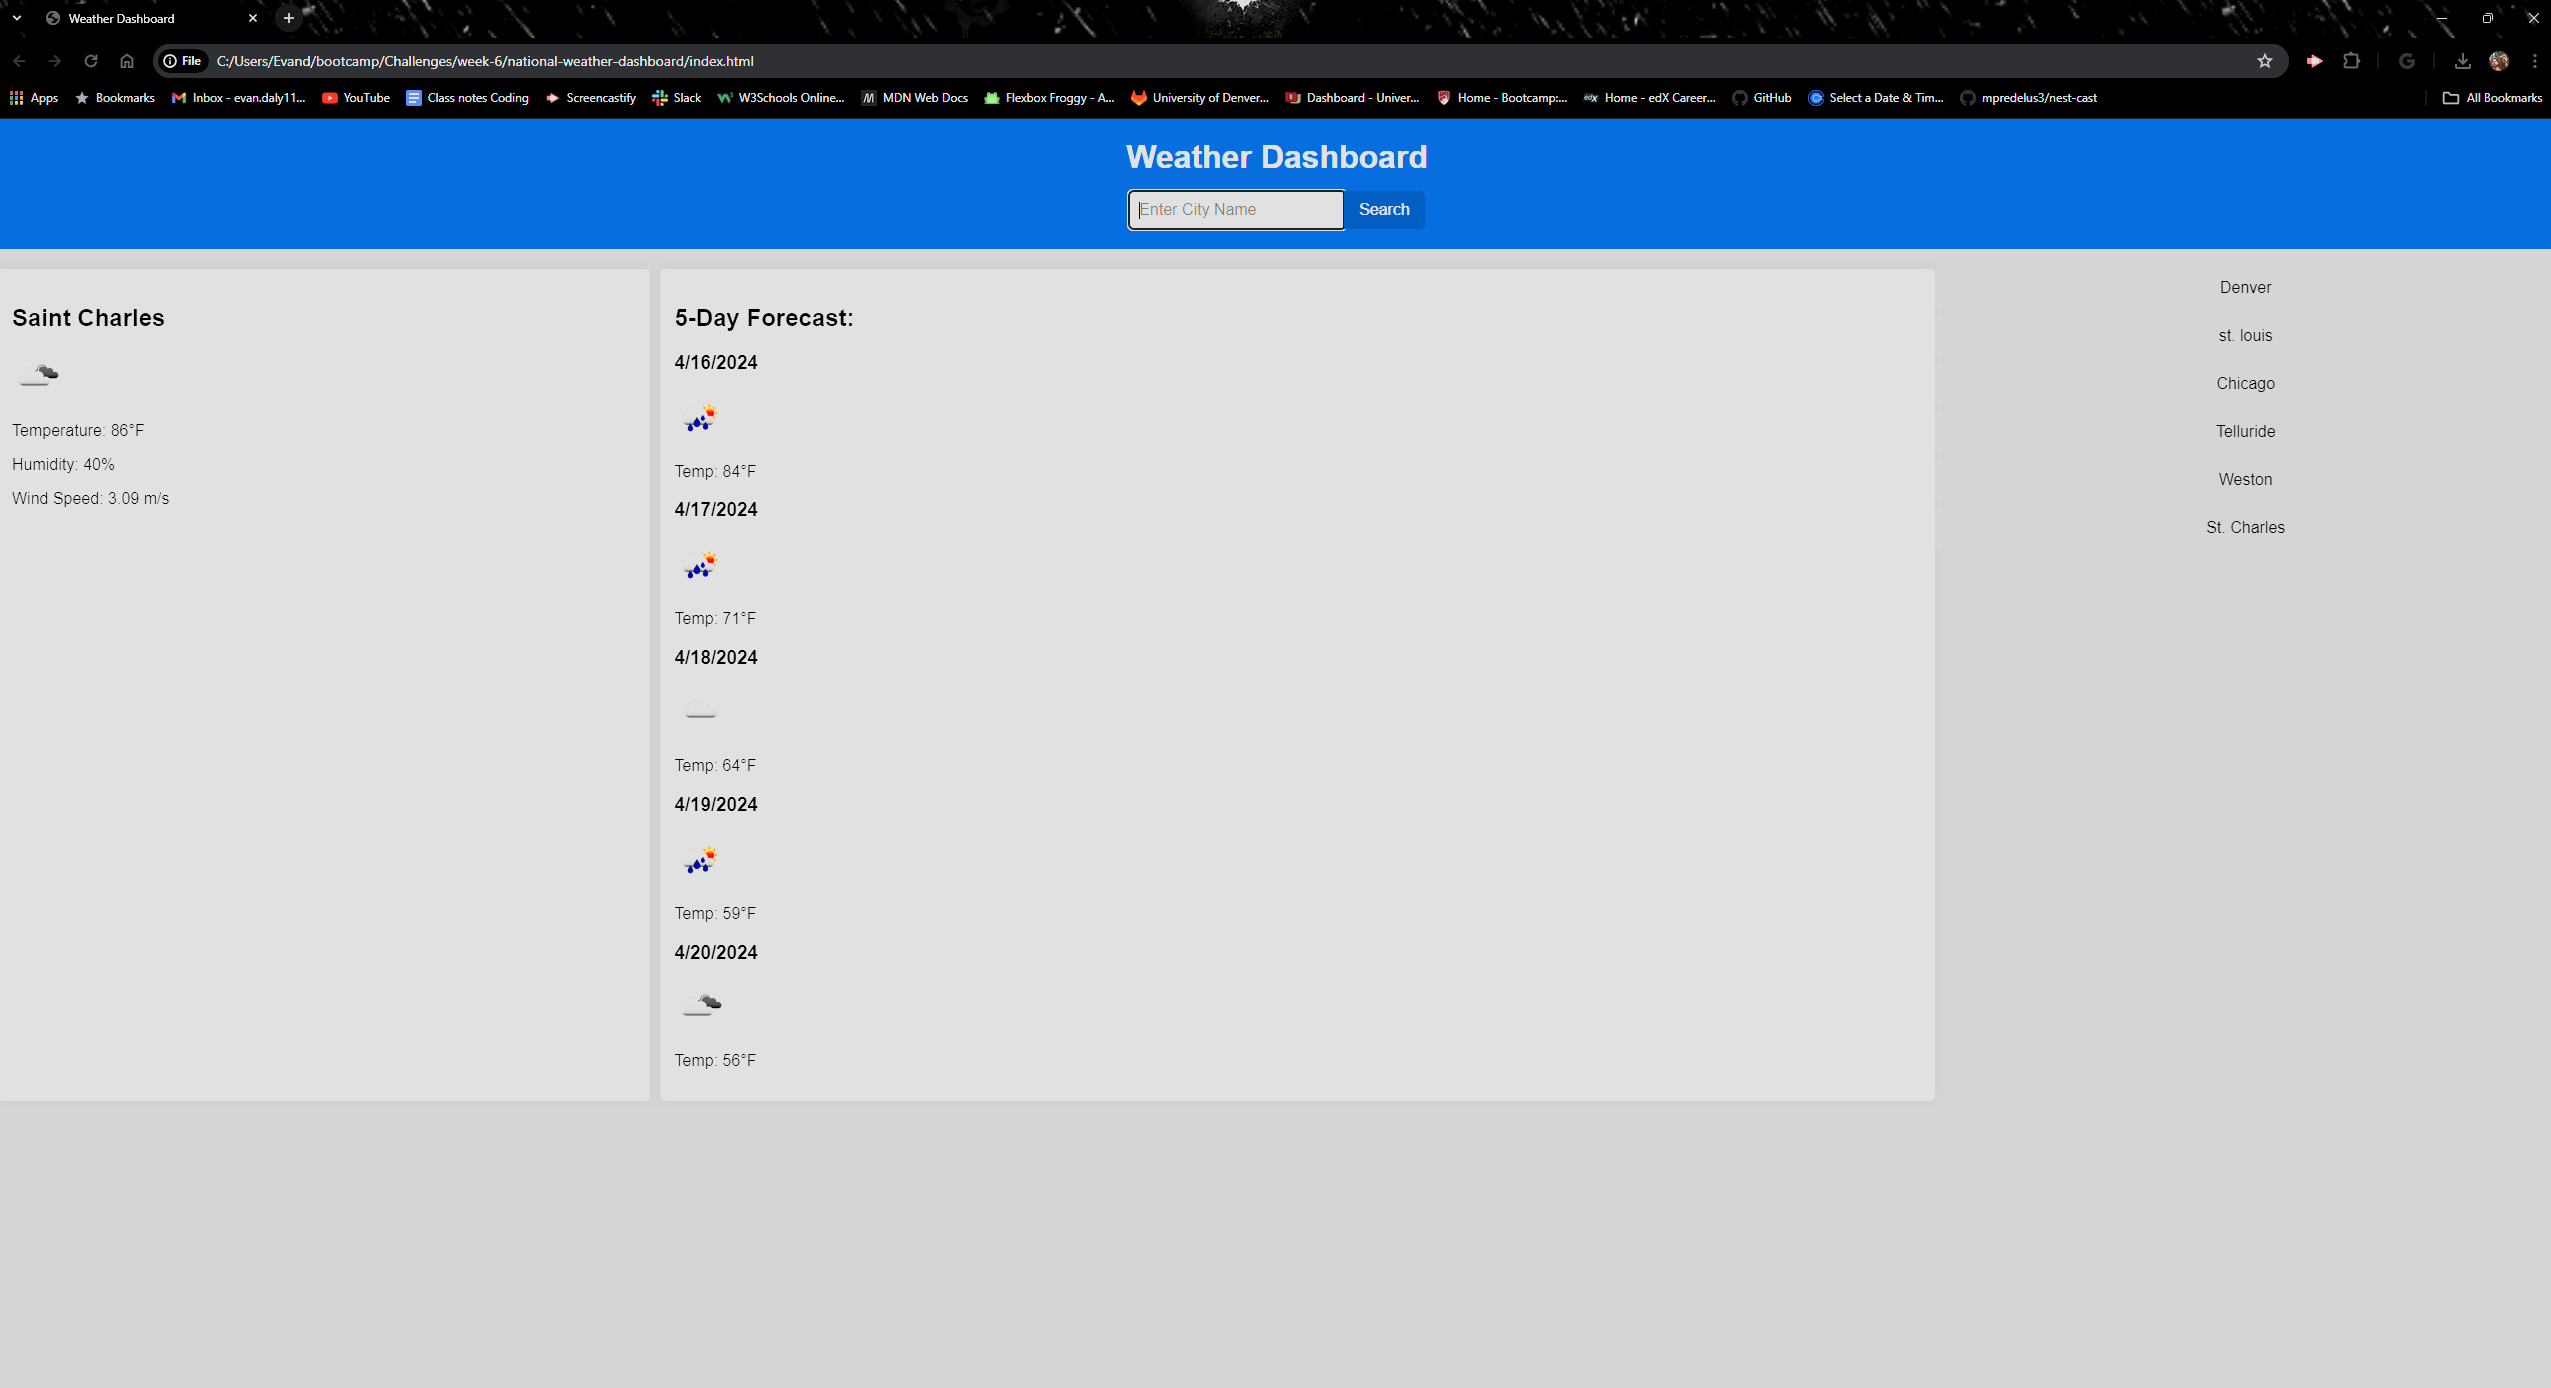 Weather Dashboard
File C:/Users/Evand/bootcamp/Challenges/week-6/national-weather-dashboard/index.html
Apps Bookmarks Inbox - evan.daly11... YouTube Class notes Coding Screencastify Slack W3Schools Online... MDN Web Docs Flexbox Froggy - A... University of Denver... Dashboard - Univer... Home - Bootcamp:... edX Home - edX Career... GitHub Select a Date & Tim... mpredelus3/nest-cast All Bookmarks
Weather Dashboard
Enter City Name Search
Saint Charles
Temperature: 86°F
Humidity: 40%
Wind Speed: 3.09 m/s
5-Day Forecast:
4/16/2024
Temp: 84°F
4/17/2024
Temp: 71°F
4/18/2024
Temp: 64°F
4/19/2024
Temp: 59°F
4/20/2024
Temp: 56°F
Denver
st. louis
Chicago
Telluride
Weston
St. Charles